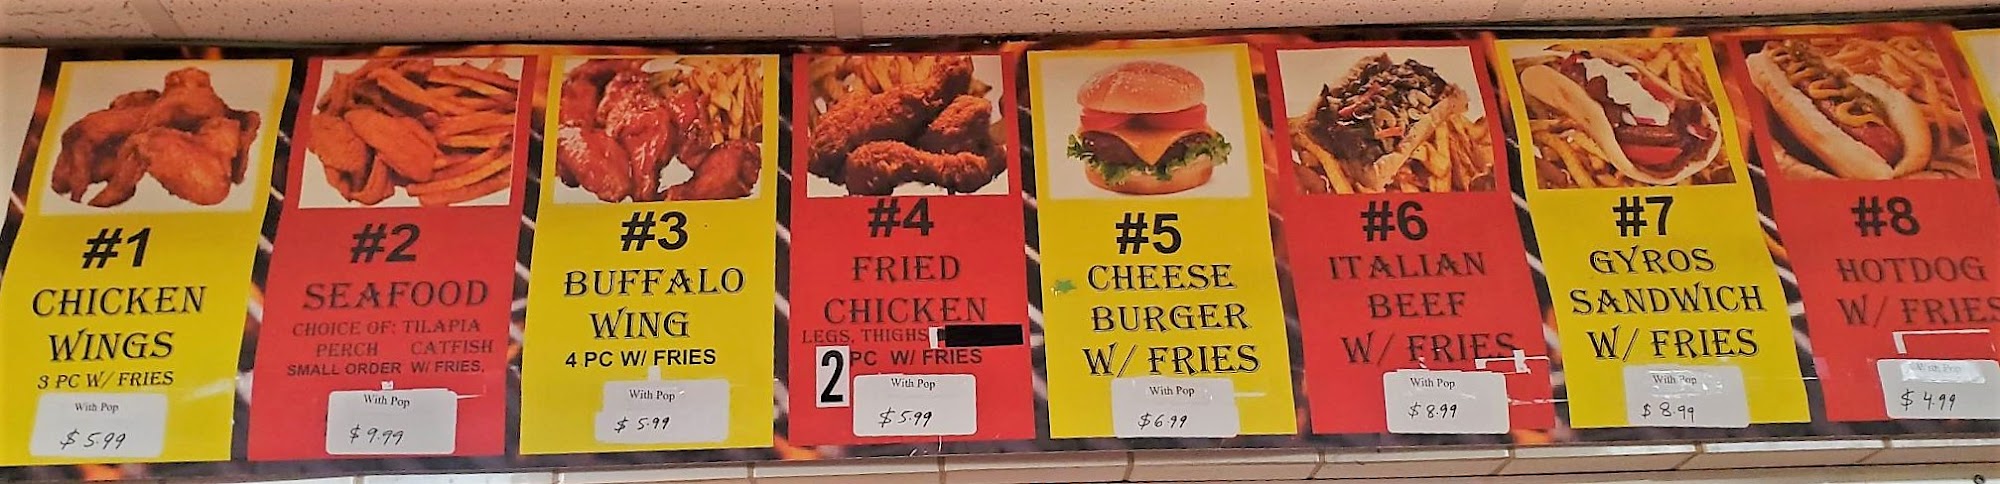 #1
CHICKEN
WINGS
3 PC W/ FRIES
With Pop
$5.99
#2
SEAFOOD
CHOICE OF: TILAPIA
PERCH CATFISH
SMALL ORDER W/ FRIES,
With Pop
$9.99
#3
BUFFALO
WING
4 PC W/ FRIES
With Pop
$5.99
#4
FRIED
CHICKEN
LEGS, THIGHS
2 PC W/ FRIES
With Pop
$5.99
#5
CHEESE
BURGER
W/ FRIES
With Pop
$6.99
#6
ITALIAN
BEEF
W/ FRIES
With Pop
$8.99
#7
GYROS
SANDWICH
W/ FRIES
With Pop
$8.99
#8
HOTDOG
W/ FRIES
With Pop
$4.99